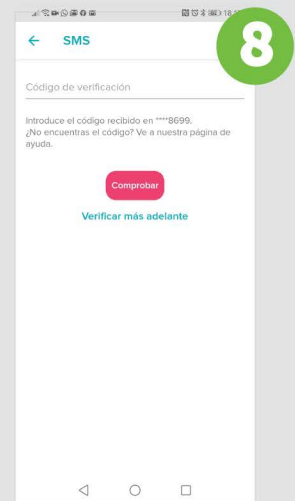 8
SMS
Código de verificación
Introduce el código recibido en ****8699.
¿No encuentras el código? Ve a nuestra página de
ayuda.
Comprobar
Verificar más adelante